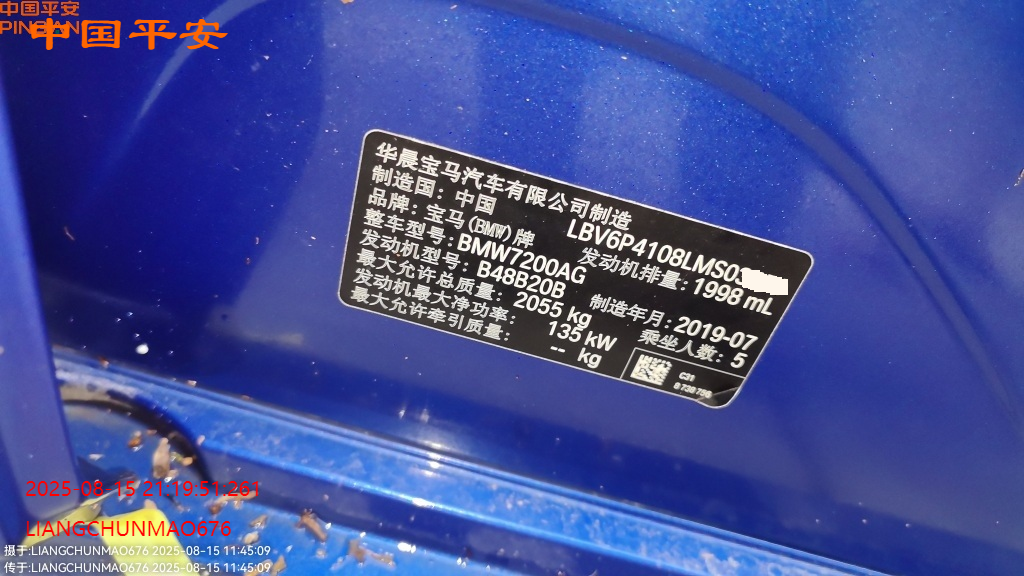 中国平安
中国平安
华晨宝马汽车有限公司制造
制造国：中国
LBV6P4108LMS03
品牌：宝马(BMW)牌
发动机排量：1998 mL
整车型号：BMW7200AG
发动机型号：B48B20B
制造年月：2019-07
最大允许总质量：2055 kg
乘坐人数：5
发动机最大净功率：135 kW
最大允许牵引质量：-- kg
C31
2025-08-15 21:19:51:261
LIANGCHUNMAO676
摄于:LIANGCHUNMAO676 2025-08-15 11:45:09
传于:LIANGCHUNMAO676 2025-08-15 11:45:09